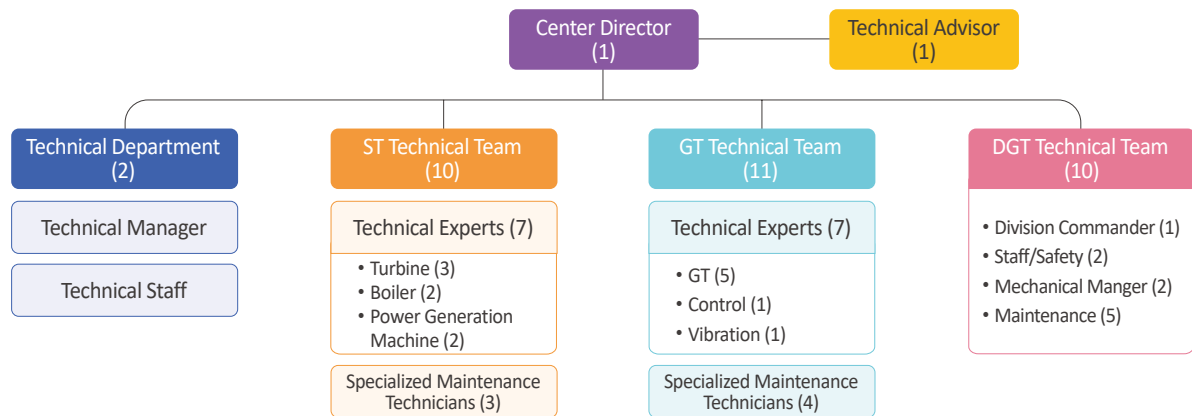 Center Director
(1)
Technical Advisor
(1)
Technical Department
(2)
Technical Manager
Technical Staff
ST Technical Team
(10)
Technical Experts (7)
• Turbine (3)
• Boiler (2)
• Power Generation
Machine (2)
Specialized Maintenance
Technicians (3)
GT Technical Team
(11)
Technical Experts (7)
• GT (5)
• Control (1)
• Vibration (1)
Specialized Maintenance
Technicians (4)
DGT Technical Team
(10)
• Division Commander (1)
• Staff/Safety (2)
• Mechanical Manger (2)
• Maintenance (5)